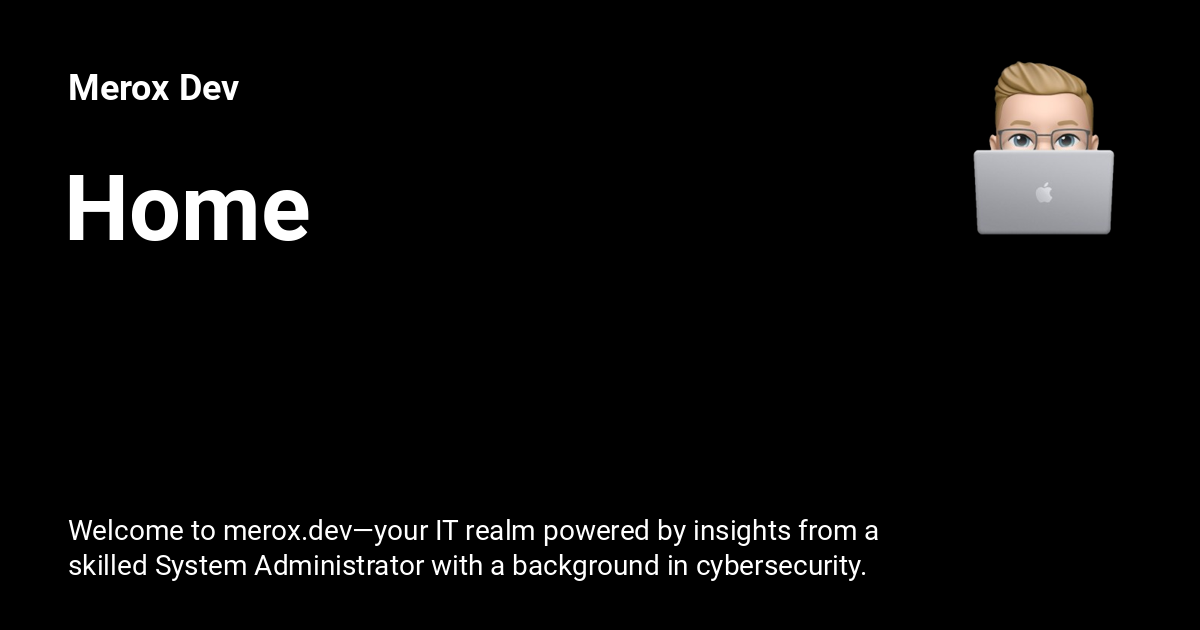 Merox Dev
Home
Welcome to merox.dev—your IT realm powered by insights from a
skilled System Administrator with a background in cybersecurity.